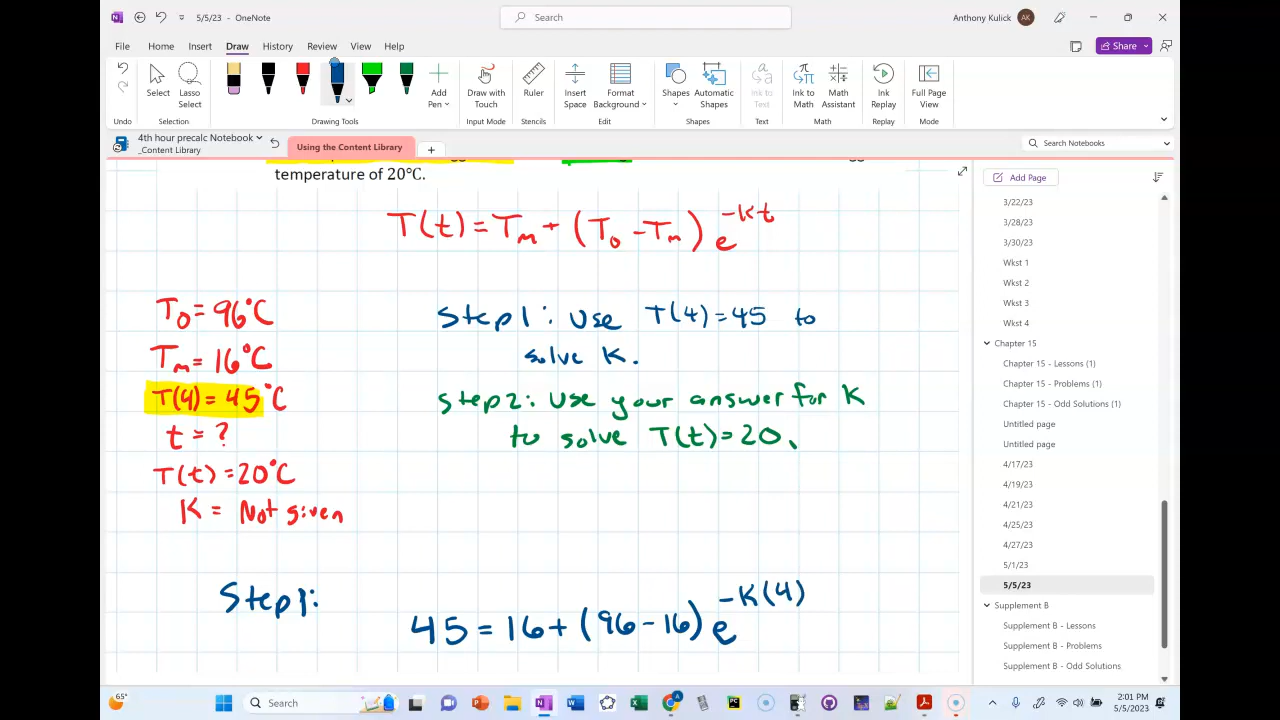 5/5/23 - OneNote
Search
Anthony Kulick AK
File Home Insert Draw History Review View Help
Share
Select
Lasso Select
Add Pen
Draw with Touch
Ruler
Insert Space
Format Background
Shapes
Automatic Shapes
Ink to Text
Ink to Math
Math Assistant
Ink Replay
Full Page View
Undo Selection Drawing Tools Input Mode Stencils Edit Shapes Text Math Replay Mode
4th hour precalc Notebook
_Content Library
Using the Content Library
+
Search Notebooks
temperature of 20°C.
T(t) = Tm + (T0 - Tm) e^-kt
T0 = 96°C
Tm = 16°C
T(4) = 45°C
t = ?
T(t) = 20°C
K = Not given
Step 1: Use T(4) = 45 to
solve K.
Step 2: Use your answer for K
to solve T(t) = 20.
Step 1:
45 = 16 + (96 - 16) e^-K(4)
Add Page
3/22/23
3/28/23
3/30/23
Wkst 1
Wkst 2
Wkst 3
Wkst 4
Chapter 15
Chapter 15 - Lessons (1)
Chapter 15 - Problems (1)
Chapter 15 - Odd Solutions (1)
Untitled page
Untitled page
4/17/23
4/19/23
4/21/23
4/25/23
4/27/23
5/1/23
5/5/23
Supplement B
Supplement B - Lessons
Supplement B - Problems
Supplement B - Odd Solutions
65°
Search
2:01 PM
5/5/2023